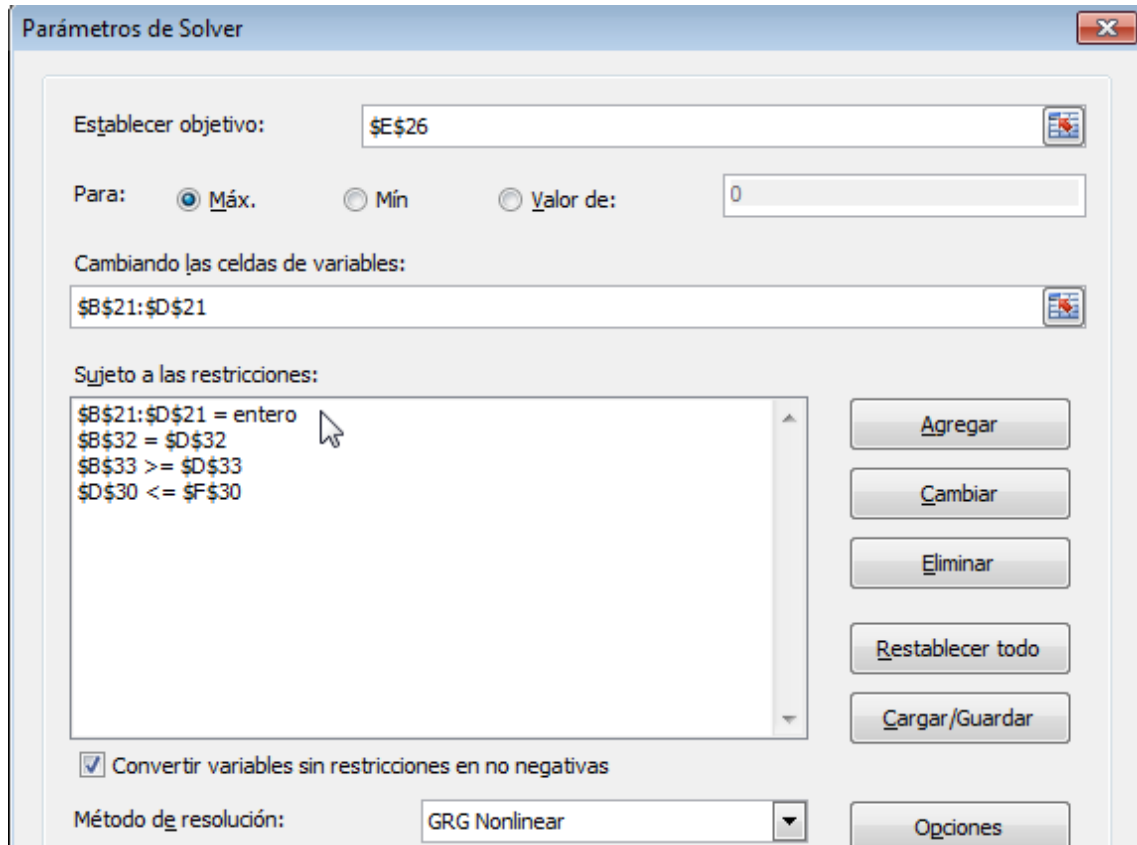 Parámetros de Solver
Establecer objetivo: $E$26
Para: Máx. Mín Valor de: 0
Cambiando las celdas de variables:
$B$21:$D$21
Sujeto a las restricciones:
$B$21:$D$21 = entero
$B$32 = $D$32
$B$33 >= $D$33
$D$30 <= $F$30
Agregar
Cambiar
Eliminar
Restablecer todo
Cargar/Guardar
Convertir variables sin restricciones en no negativas
Método de resolución: GRG Nonlinear Opciones